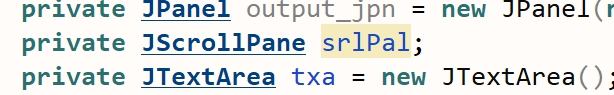 private JPanel output_jpn = new JPanel(
private JScrollPane srlPal;
private JTextArea txa = new JTextArea();